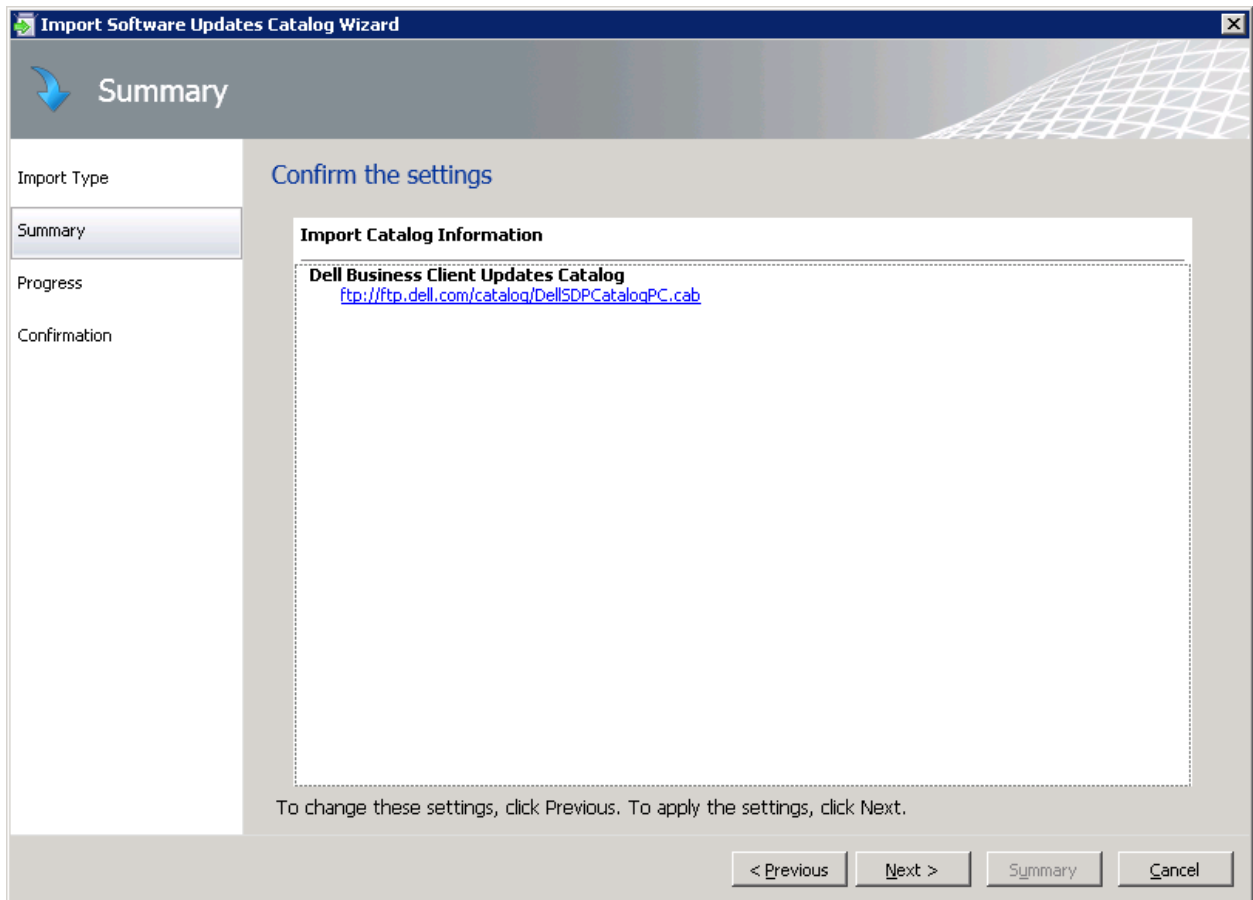 Import Software Updates Catalog Wizard
Summary
Import Type
Summary
Progress
Confirmation
Confirm the settings
Import Catalog Information
Dell Business Client Updates Catalog
ftp://ftp.dell.com/catalog/DellSDPCatalogPC.cab
To change these settings, click Previous. To apply the settings, click Next.
< Previous
Next >
Summary
Cancel